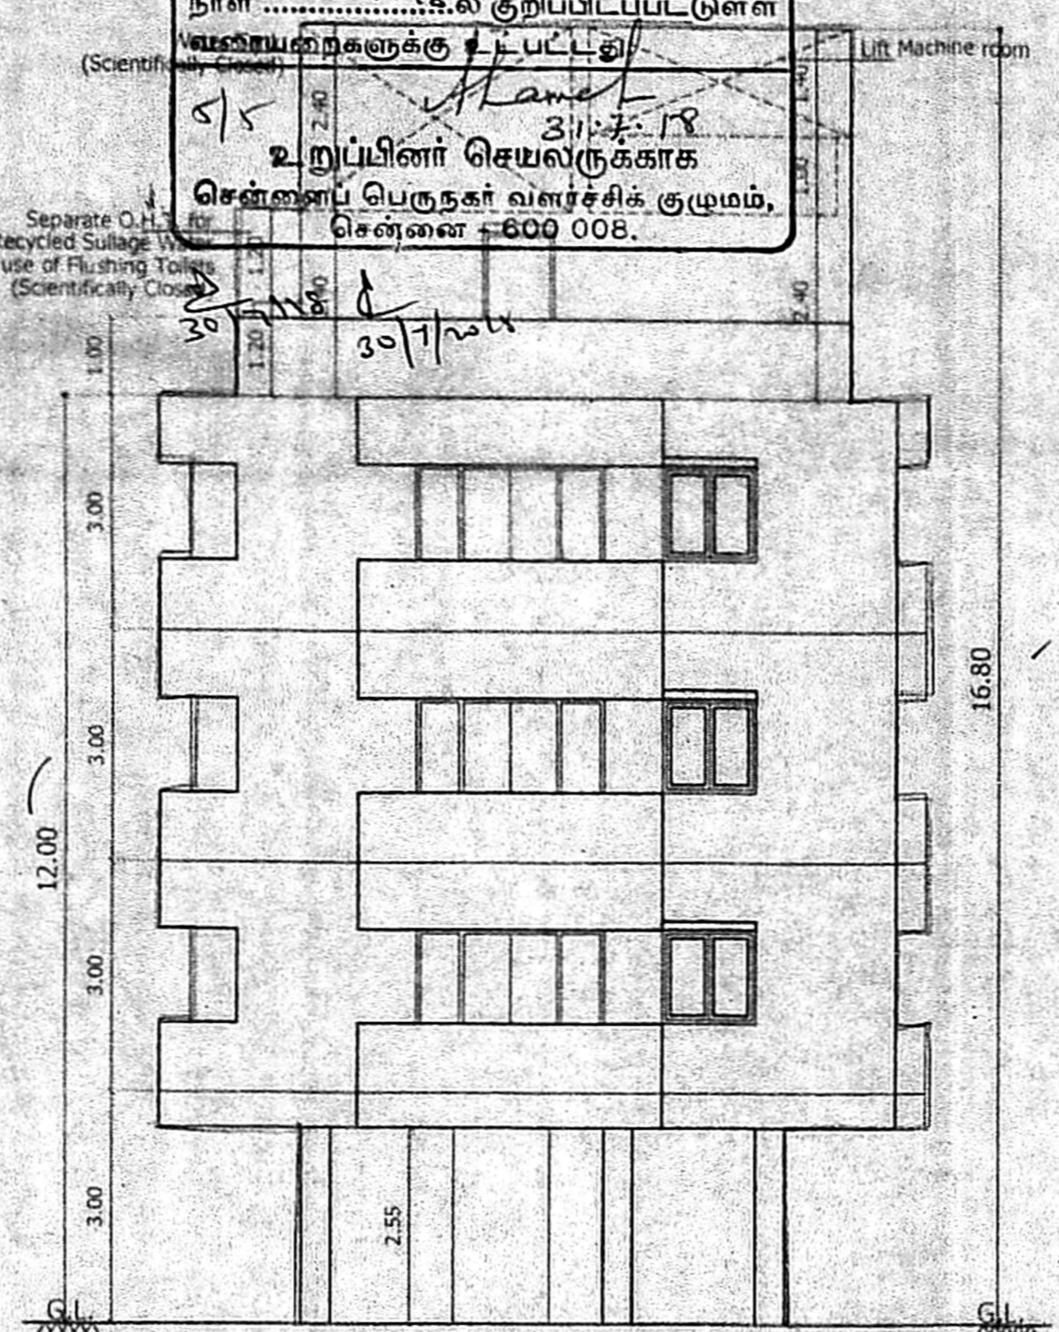 நாள் ........................ல் குறிப்பிடப்பட்டுள்ள
வரையறைகளுக்கு உட்பட்டது
(Scientifically Closed)
Lift Machine room
5/5
31.7.18
உறுப்பினர் செயலருக்காக
சென்னைப் பெருநகர் வளர்ச்சிக் குழுமம்,
சென்னை - 600 008.
2.40
1.40
Separate O.H.T. for
Recycled Sullage Water
use of Flushing Toilets
(Scientifically Closed)
1.20
2.40
30/7/18
30/7/2018
1.00
1.20
3.00
3.00
12.00
3.00
3.00
2.55
16.80
G.L.
G.L.